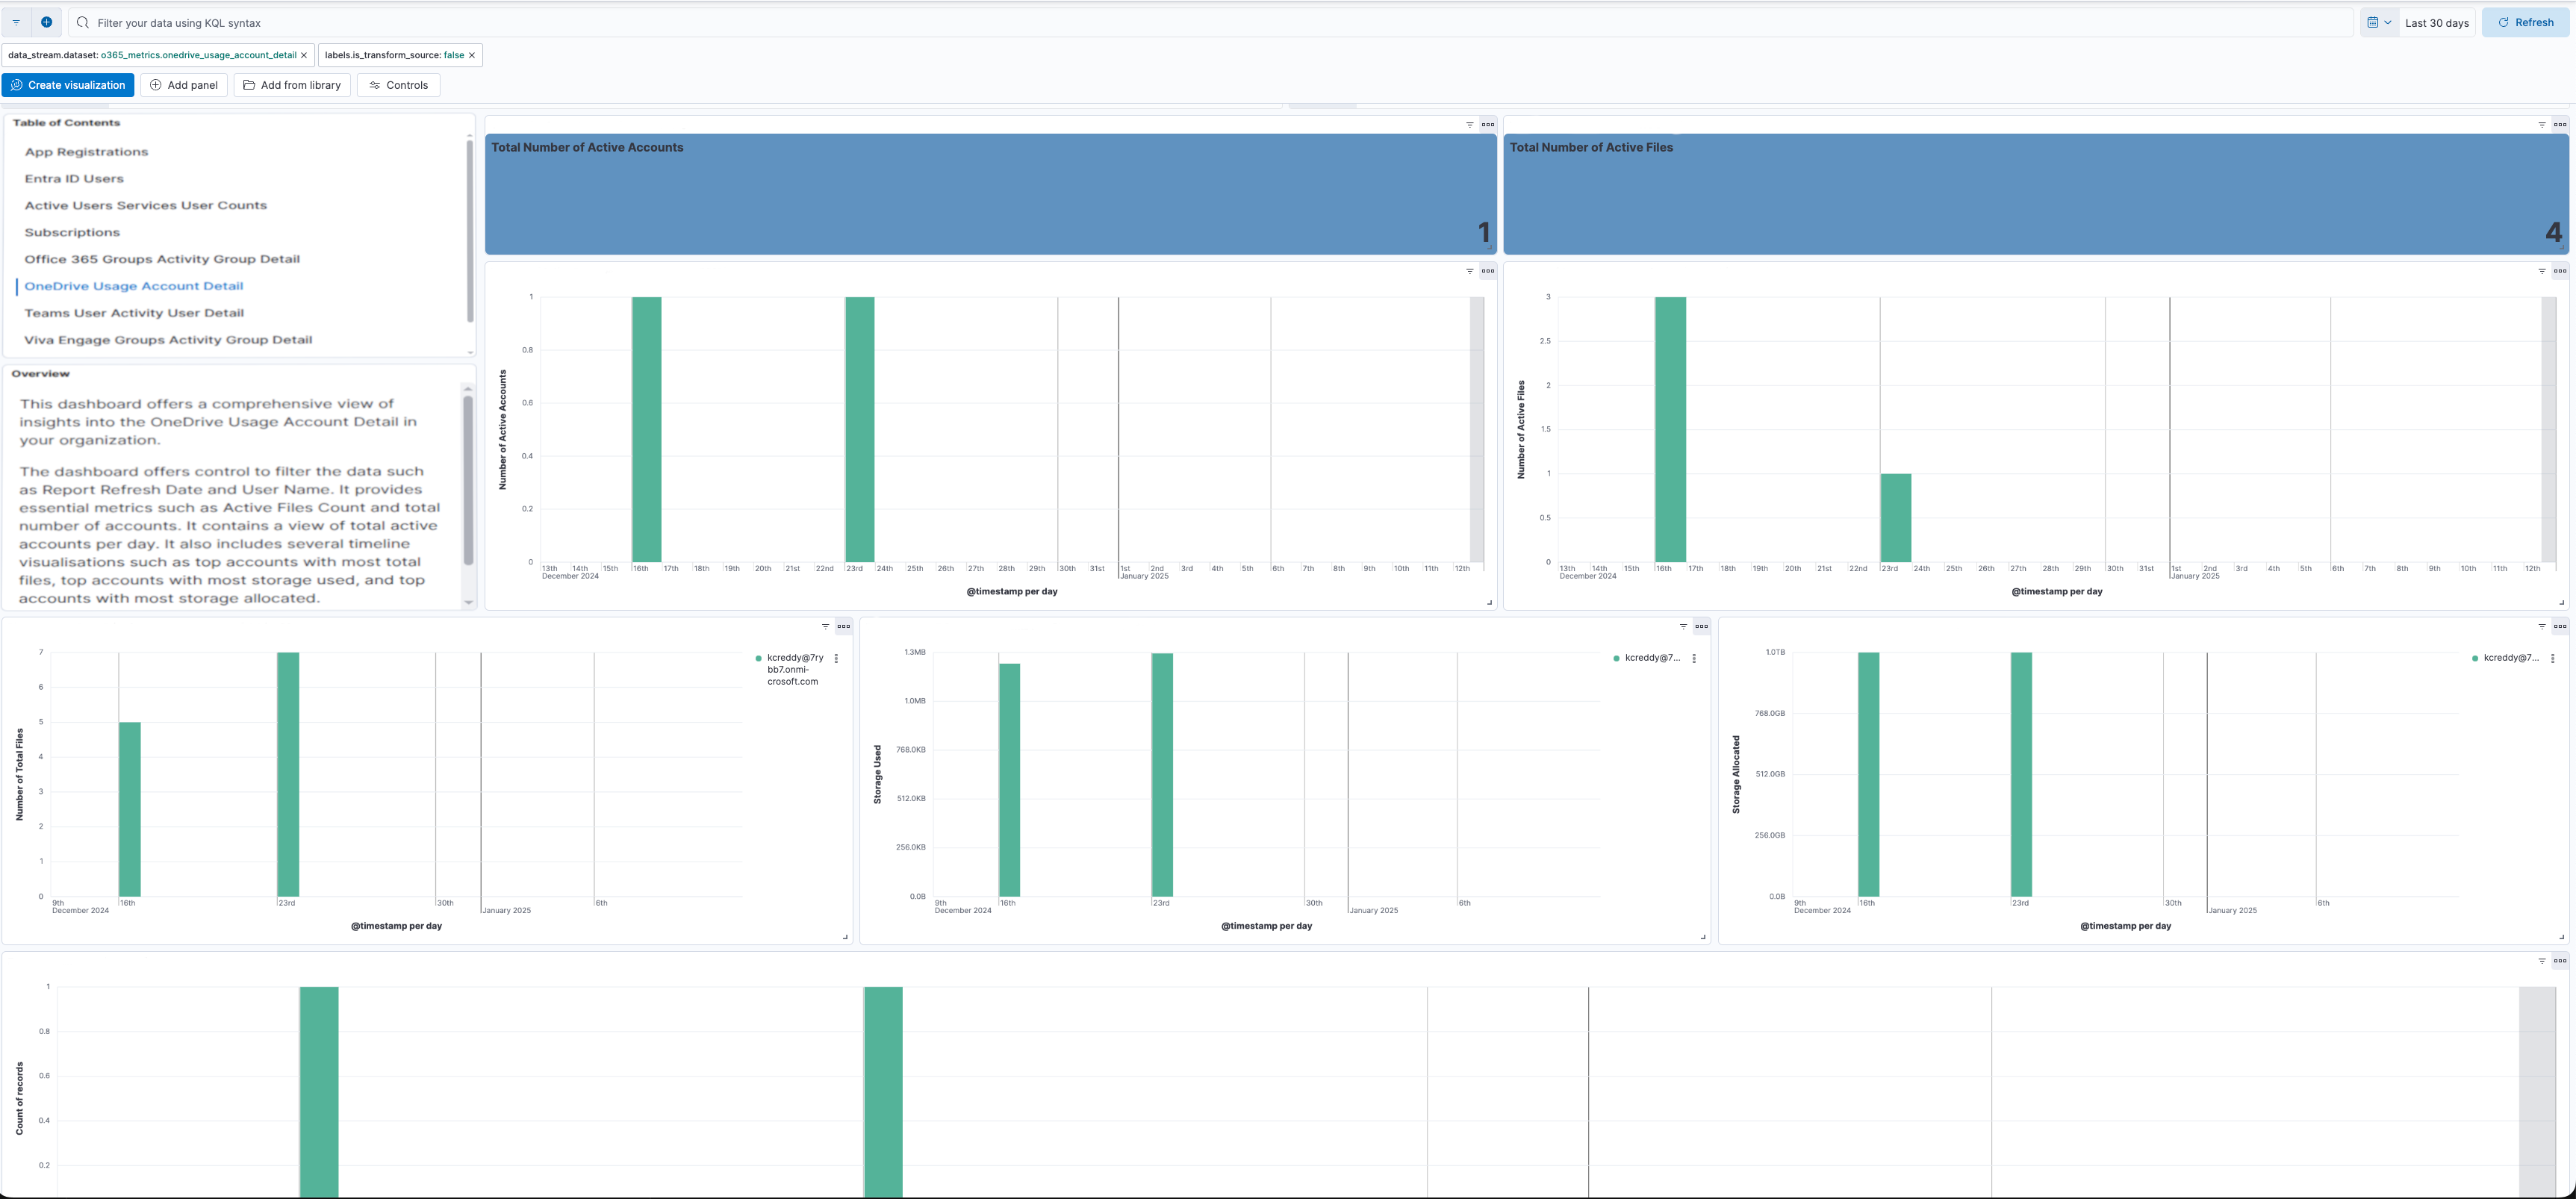 Filter your data using KQL syntax
Last 30 days
Refresh
data_stream.dataset: o365_metrics.onedrive_usage_account_detail ×
labels.is_transform_source: false ×
Create visualization
Add panel
Add from library
Controls
Table of Contents
App Registrations
Entra ID Users
Active Users Services User Counts
Subscriptions
Office 365 Groups Activity Group Detail
OneDrive Usage Account Detail
Teams User Activity User Detail
Viva Engage Groups Activity Group Detail
Overview
This dashboard offers a comprehensive view of
insights into the OneDrive Usage Account Detail in
your organization.
The dashboard offers control to filter the data such
as Report Refresh Date and User Name. It provides
essential metrics such as Active Files Count and total
number of accounts. It contains a view of total active
accounts per day. It also includes several timeline
visualisations such as top accounts with most total
files, top accounts with most storage used, and top
accounts with most storage allocated.
Total Number of Active Accounts
1
Total Number of Active Files
4
Number of Active Accounts
1
0.8
0.6
0.4
0.2
0
13th 14th 15th 16th 17th 18th 19th 20th 21st 22nd 23rd 24th 25th 26th 27th 28th 29th 30th 31st 1st 2nd 3rd 4th 5th 6th 7th 8th 9th 10th 11th 12th
December 2024 January 2025
@timestamp per day
Number of Active Files
3
2.5
2
1.5
1
0.5
0
13th 14th 15th 16th 17th 18th 19th 20th 21st 22nd 23rd 24th 25th 26th 27th 28th 29th 30th 31st 1st 2nd 3rd 4th 5th 6th 7th 8th 9th 10th 11th 12th
December 2024 January 2025
@timestamp per day
Number of Total Files
7
6
5
4
3
2
1
0
9th 16th 23rd 30th 6th
December 2024 January 2025
@timestamp per day
kcreddy@7ry
bb7.onmi-
crosoft.com
Storage Used
1.3MB
1.0MB
768.0KB
512.0KB
256.0KB
0.0B
9th 16th 23rd 30th 6th
December 2024 January 2025
@timestamp per day
kcreddy@7...
Storage Allocated
1.0TB
768.0GB
512.0GB
256.0GB
0.0B
9th 16th 23rd 30th 6th
December 2024 January 2025
@timestamp per day
kcreddy@7...
Count of records
1
0.8
0.6
0.4
0.2